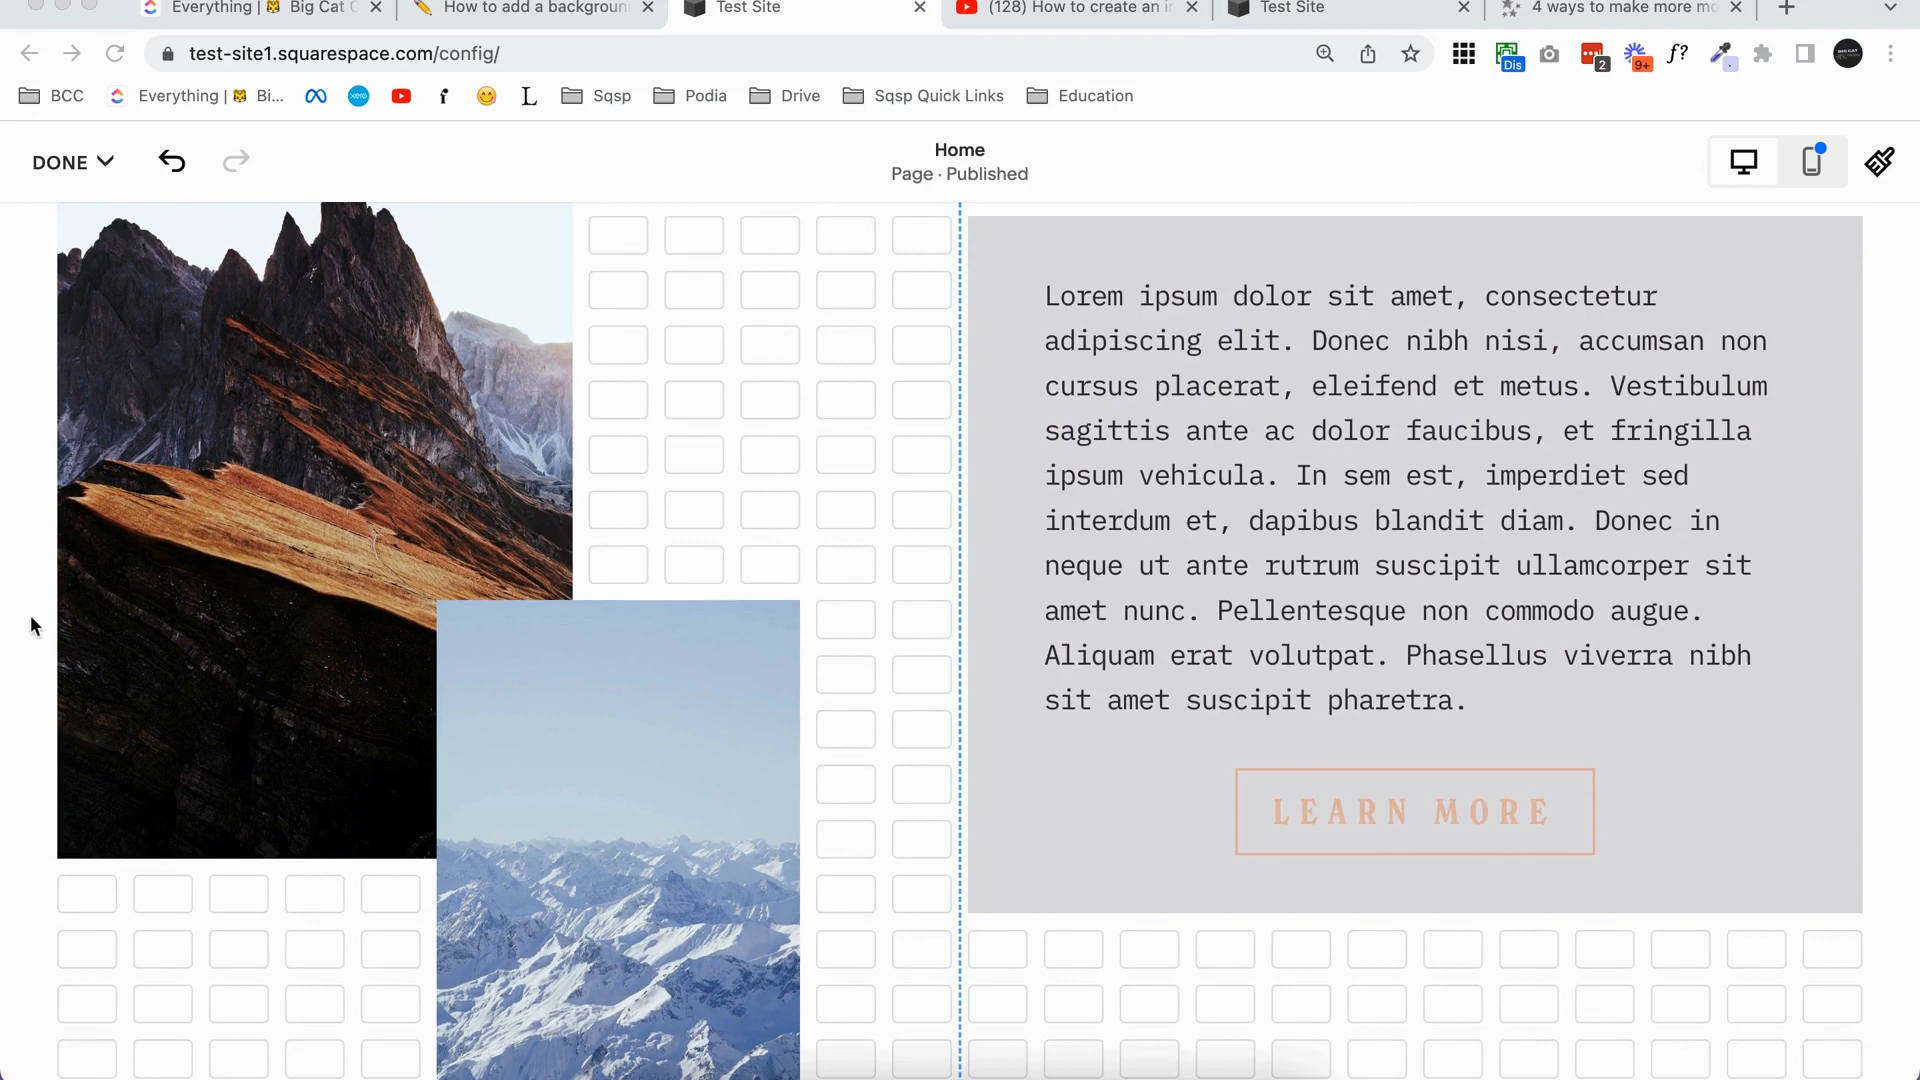 Everything | 🐯 Big Cat C
How to add a backgroun
Test Site
(128) How to create an i
Test Site
4 ways to make more mo
test-site1.squarespace.com/config/
Dis
2
9+
f?
BCC
Everything | 🐯 Bi...
xero
Sqsp
Podia
Drive
Sqsp Quick Links
Education
DONE
Home
Page · Published
Lorem ipsum dolor sit amet, consectetur
adipiscing elit. Donec nibh nisi, accumsan non
cursus placerat, eleifend et metus. Vestibulum
sagittis ante ac dolor faucibus, et fringilla
ipsum vehicula. In sem est, imperdiet sed
interdum et, dapibus blandit diam. Donec in
neque ut ante rutrum suscipit ullamcorper sit
amet nunc. Pellentesque non commodo augue.
Aliquam erat volutpat. Phasellus viverra nibh
sit amet suscipit pharetra.
LEARN MORE